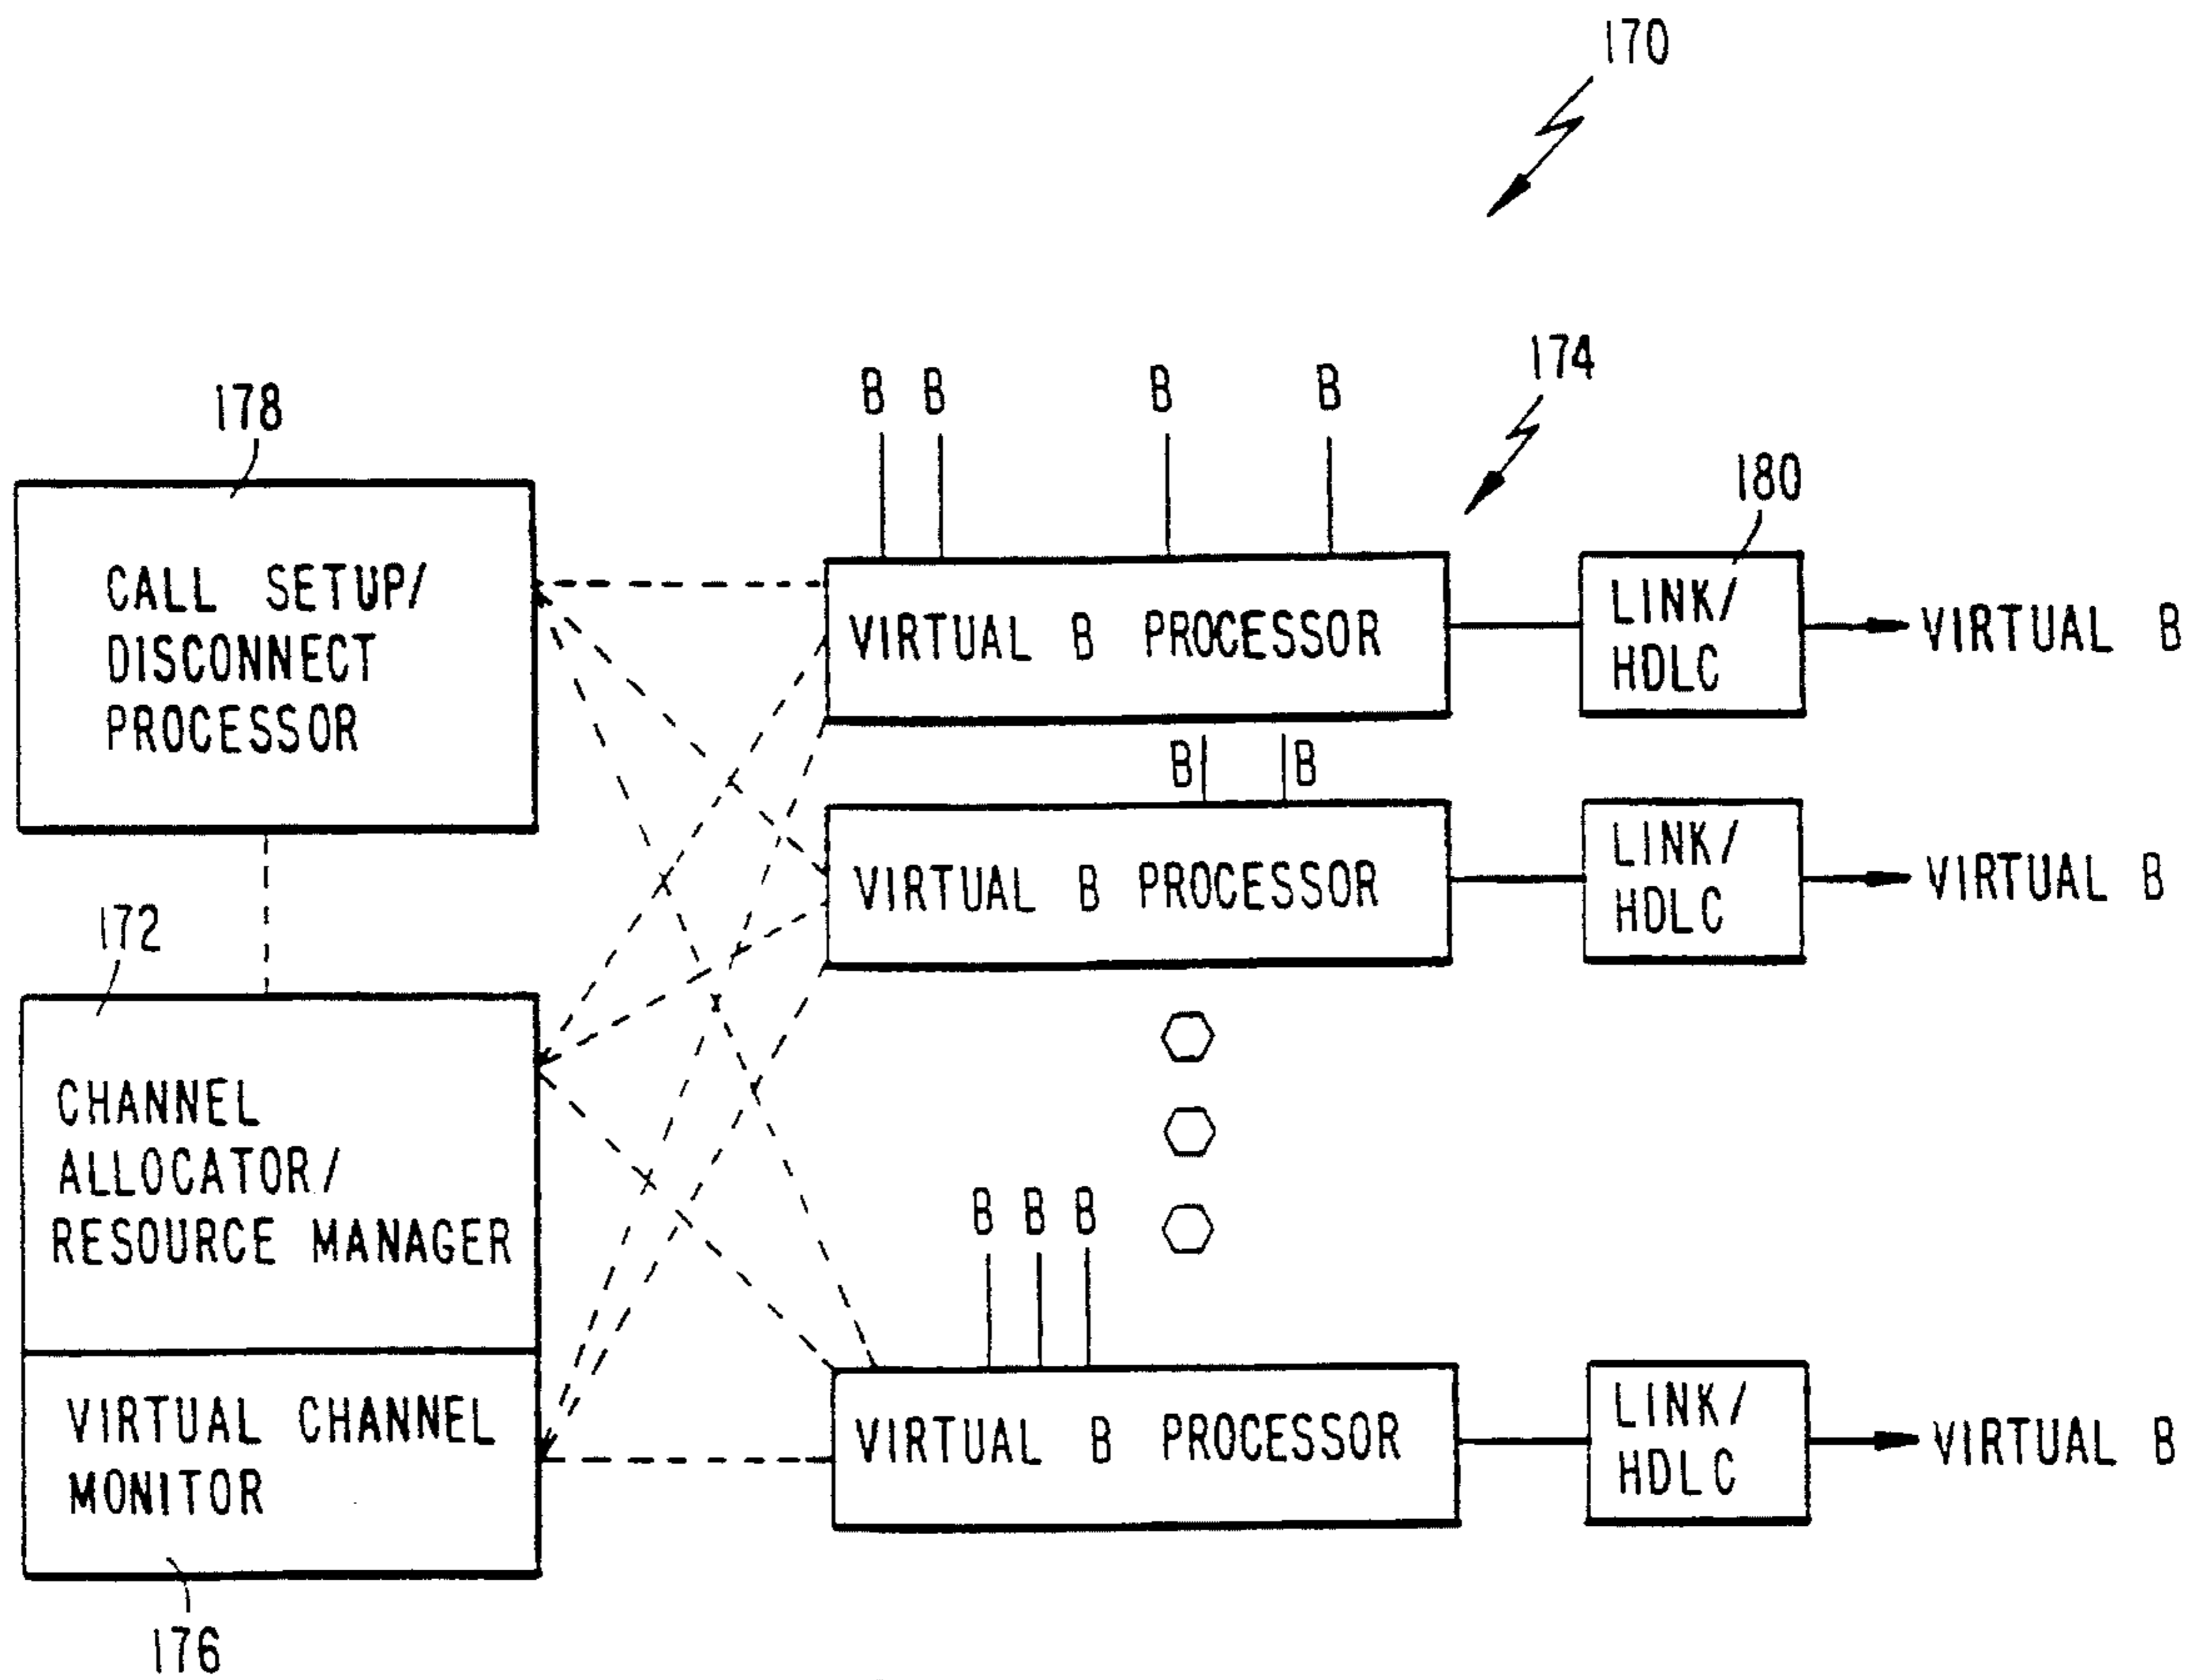 170
174
B B B B
178
180
CALL SETUP/
DISCONNECT
PROCESSOR
VIRTUAL B PROCESSOR
LINK/
HDLC
VIRTUAL B
B B
VIRTUAL B PROCESSOR
LINK/
HDLC
VIRTUAL B
172
CHANNEL
ALLOCATOR/
RESOURCE MANAGER
B B B
VIRTUAL CHANNEL
MONITOR
VIRTUAL B PROCESSOR
LINK/
HDLC
VIRTUAL B
176